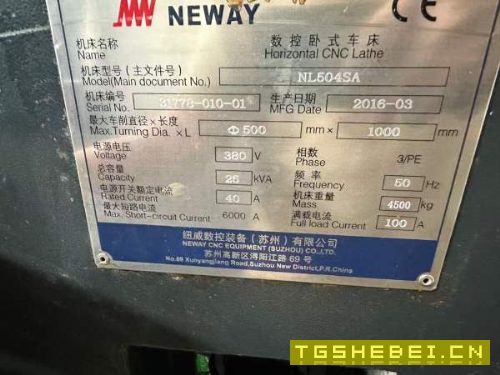 NEWAY CE
机床名称 数控卧式车床
Name Horizontal CNC Lathe
机床型号(主文件号)
Model(Main document No.) NL504SA
机床编号 生产日期
Serial No. 31778-010-01 MFG Date 2016-03
最大车削直径×长度
Max.Turning Dia. ×L Φ500 mm× 1000 mm
电源电压 相数
Voltage 380 V Phase 3/PE
总容量 频率
Capacity 25 kVA Frequency 50 Hz
电源开关额定电流 机床重量
Rated Current 40 A Mass 4500 kg
最大短路电流 满载电流
Max. Short-circuit Current 6000 A Full load Current 100 A
纽威数控装备(苏州)有限公司
NEWAY CNC EQUIPMENT (SUZHOU) CO.,LTD.
苏州高新区浔阳江路 69 号
No.69 Xunyangjiang Road,Suzhou New District,P.R.China
TGSHEBEI.CN